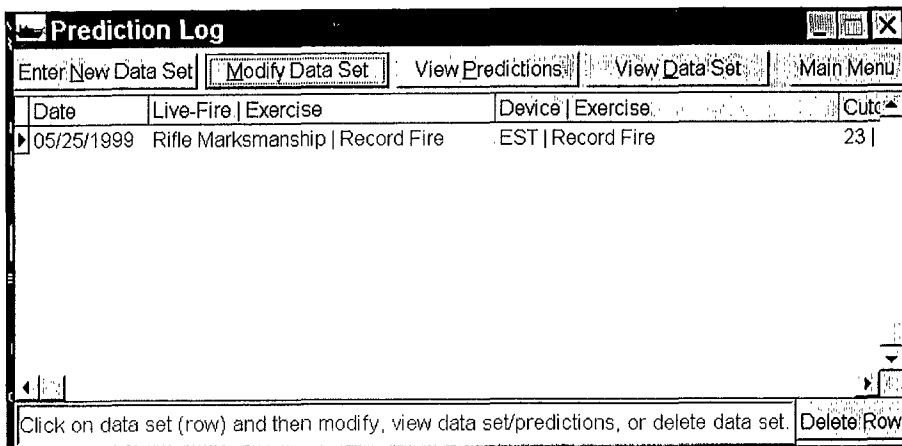 Prediction Log
Enter New Data Set Modify Data Set View Predictions View Data Set Main Menu
Date Live-Fire | Exercise Device | Exercise
05/25/1999 Rifle Marksmanship | Record Fire EST | Record Fire 23 |
Click on data set (row) and then modify, view data set/predictions, or delete data set. Delete Row